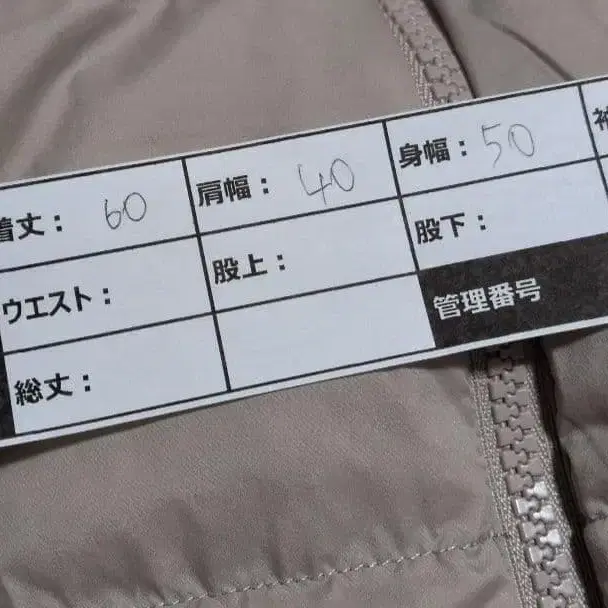 着丈： 60 肩幅： 40 身幅： 50
ウエスト： 股上： 股下：
総丈： 管理番号